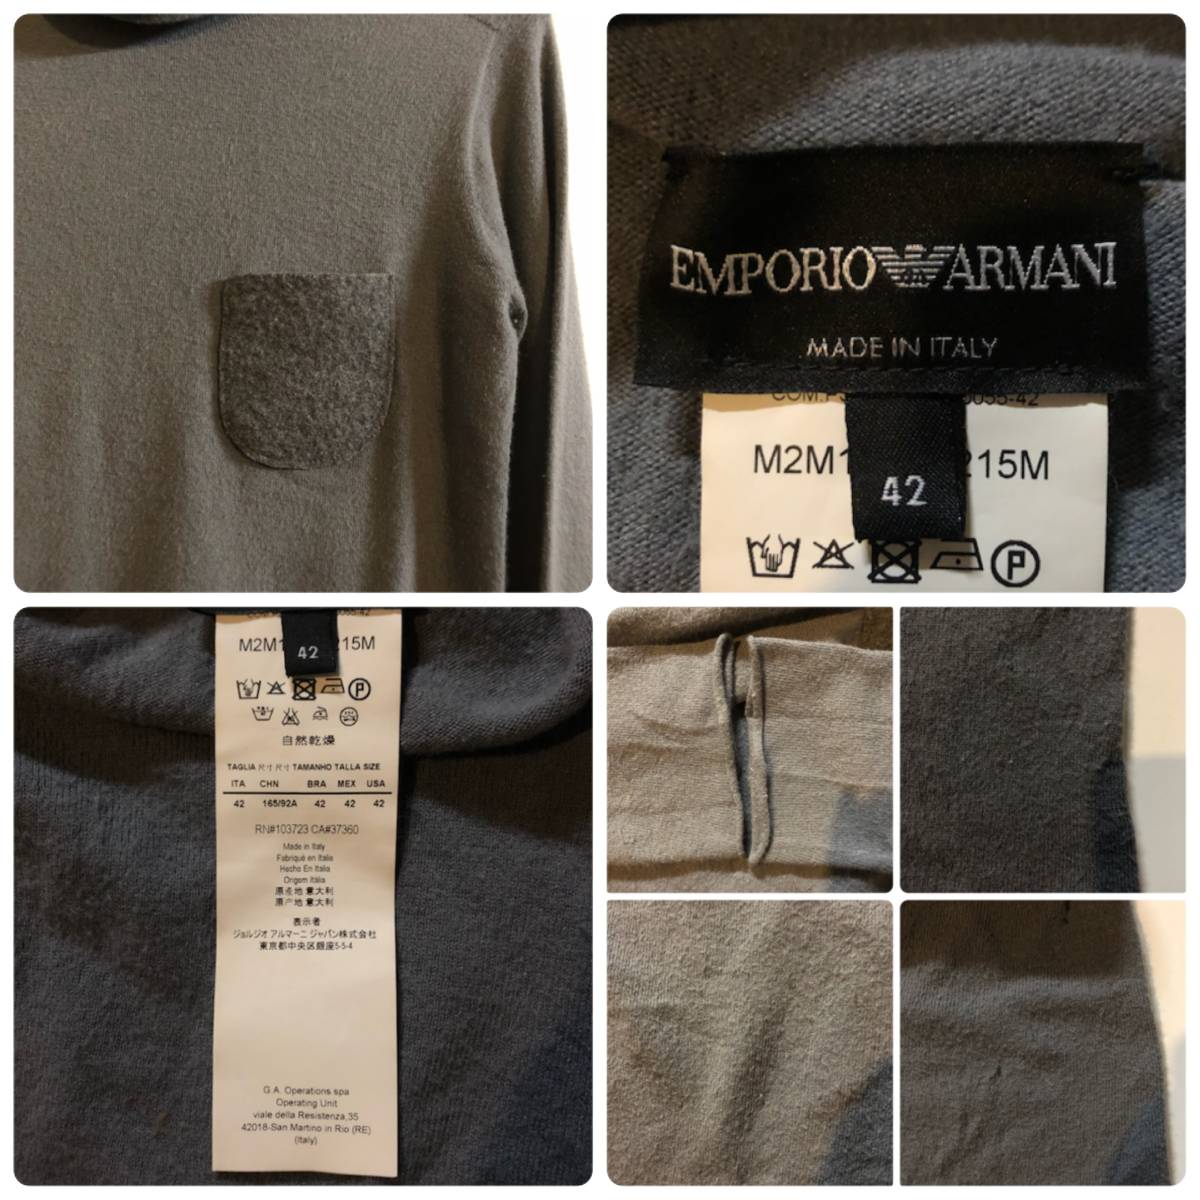 EMPORIO ARMANI
MADE IN ITALY
M2M1 215M
42
P
M2M1 215M
42
P
自然乾燥
TAGLIA 尺寸 尺寸 TAMANHO TALLA SIZE
ITA CHN BRA MEX USA
42 165/92A 42 42 42
RN#103723 CA#37360
Made in Italy
Fabriqué en Italie
Hecho En Italia
Origem Itália
原産地 意大利
原产地 意大利
表示者
ジョルジオ アルマーニ ジャパン株式会社
東京都中央区銀座5-5-4
G.A. Operations spa
Operating Unit
viale della Resistenza,35
42018-San Martino in Rio (RE)
(Italy)